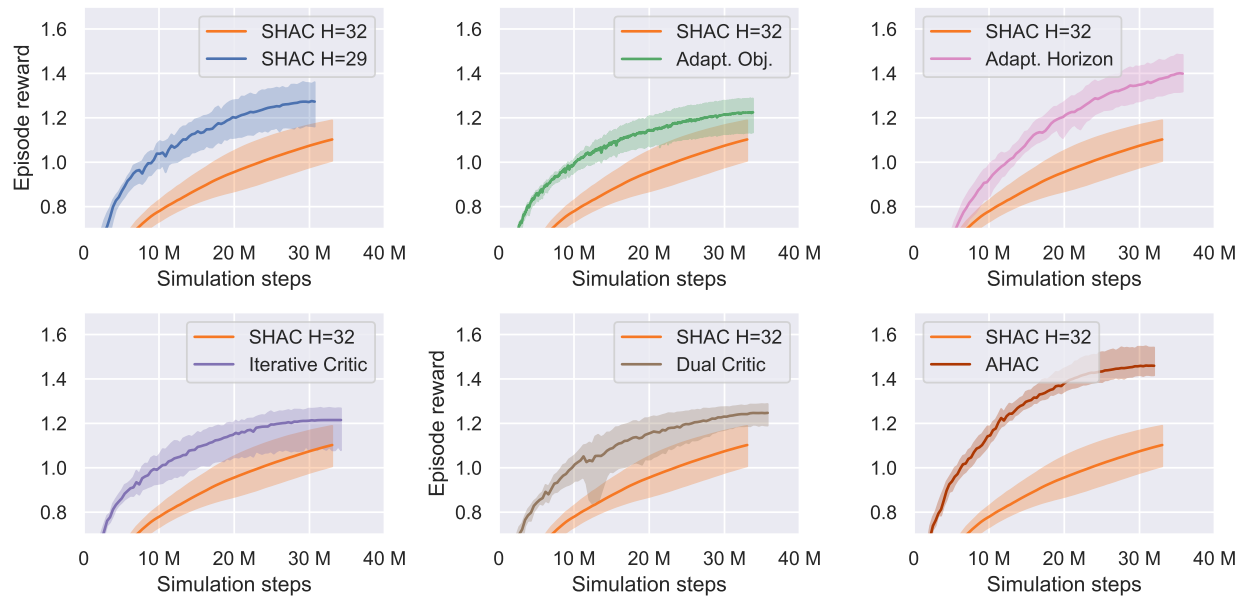 SHAC H=32
SHAC H=29
Episode reward
1.6
1.4
1.2
1.0
0.8
0
10 M
20 M
30 M
40 M
Simulation steps
SHAC H=32
Adapt. Obj.
1.6
1.4
1.2
1.0
0.8
0
10 M
20 M
30 M
40 M
Simulation steps
SHAC H=32
Adapt. Horizon
1.6
1.4
1.2
1.0
0.8
0
10 M
20 M
30 M
40 M
Simulation steps
SHAC H=32
Iterative Critic
1.6
1.4
1.2
1.0
0.8
0
10 M
20 M
30 M
40 M
Simulation steps
SHAC H=32
Dual Critic
Episode reward
1.6
1.4
1.2
1.0
0.8
0
10 M
20 M
30 M
40 M
Simulation steps
SHAC H=32
AHAC
1.6
1.4
1.2
1.0
0.8
0
10 M
20 M
30 M
40 M
Simulation steps